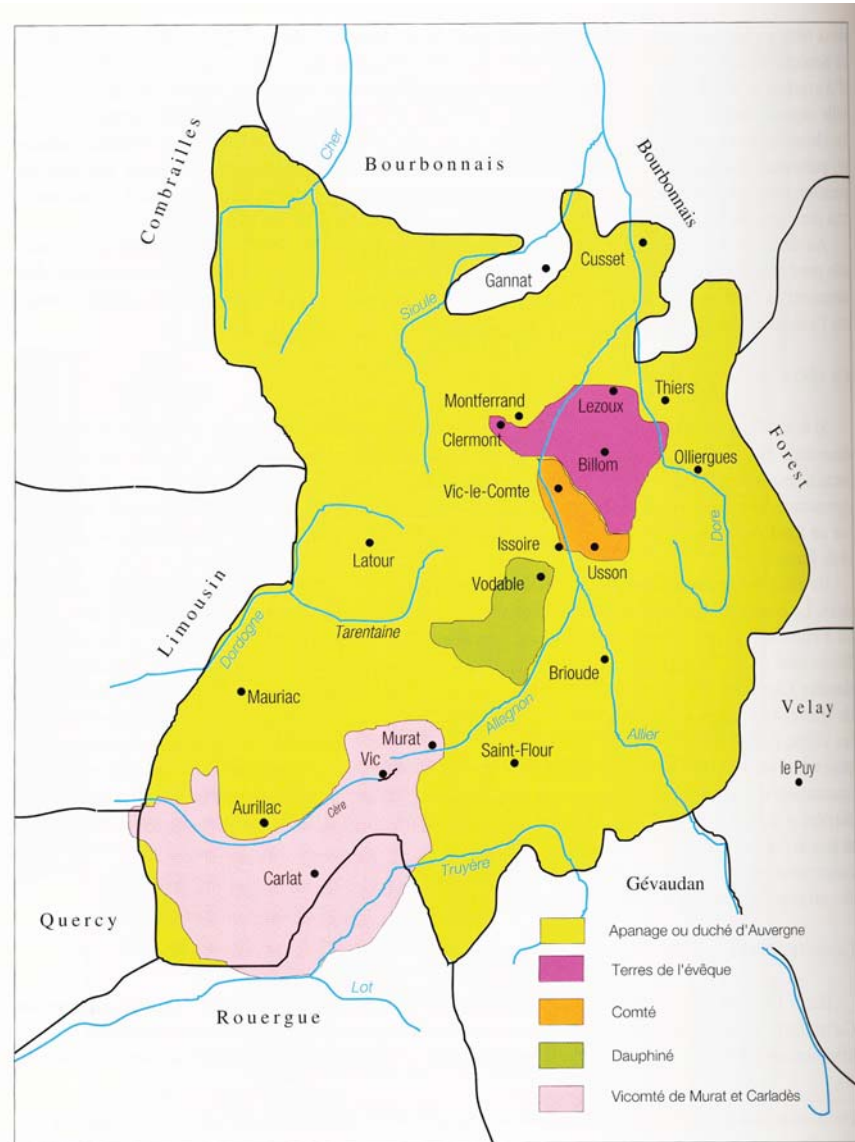 Combrailles
Cher
Bourbonnais
Bourbonnais
Cusset
Gannat
Sioule
Montferrand
Lezoux
Thiers
Clermont
Billom
Olliergues
Forest
Vic-le-Comte
Dore
Issoire
Usson
Latour
Vodable
Limousin
Dordogne
Tarentaine
Brioude
Mauriac
Velay
Allagnon
Allier
Murat
Saint-Flour
le Puy
Vic
Aurillac
Cère
Truyère
Carlat
Gévaudan
Quercy
Lot
Rouergue
Apanage ou duché d'Auvergne
Terres de l'évêque
Comté
Dauphiné
Vicomté de Murat et Carladès